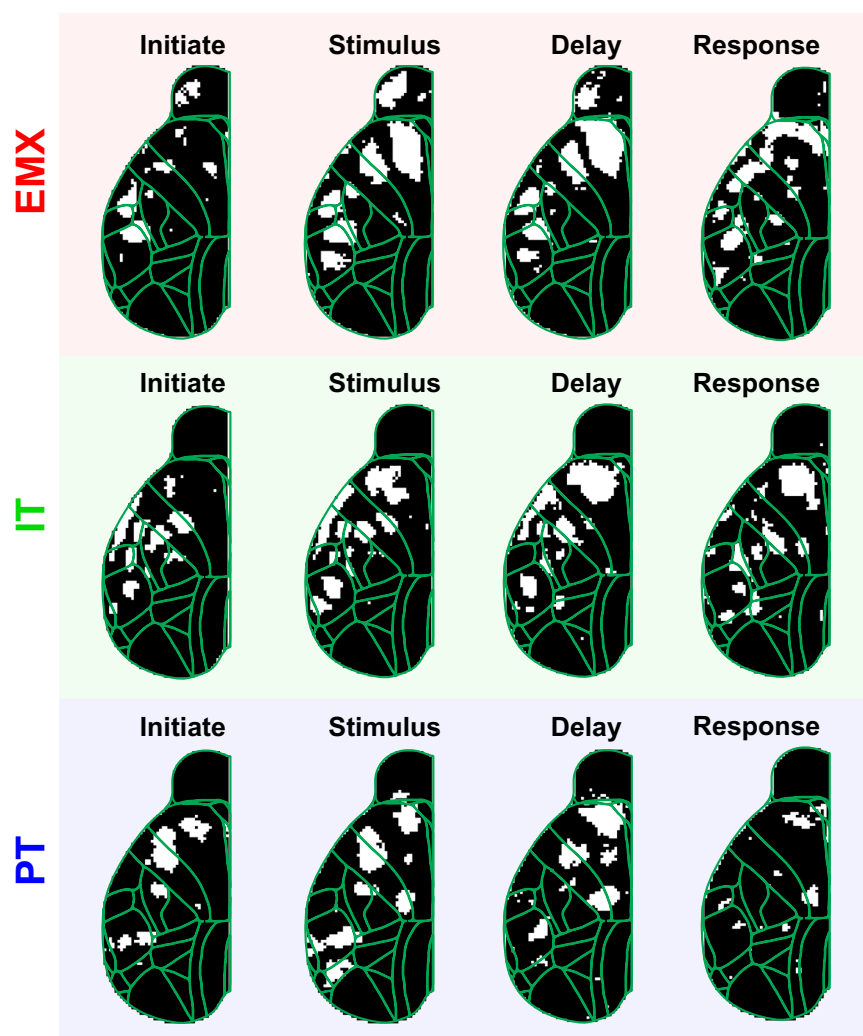 EMX
Initiate Stimulus Delay Response
IT
Initiate Stimulus Delay Response
PT
Initiate Stimulus Delay Response